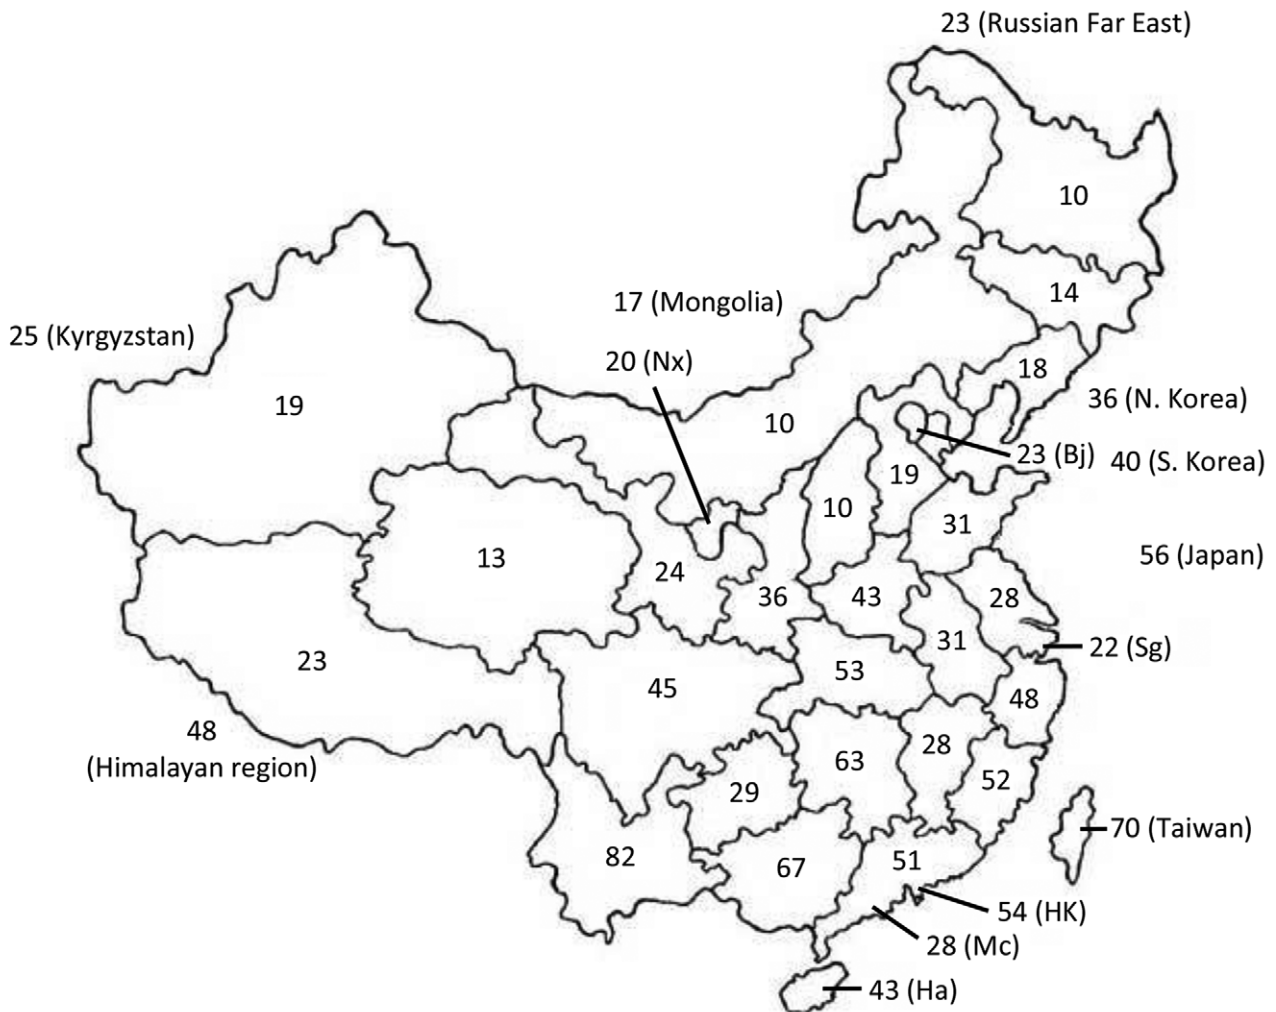 23 (Russian Far East)
10
14
17 (Mongolia)
25 (Kyrgyzstan)
20 (Nx)
18
19
36 (N. Korea)
10
23 (Bj)
40 (S. Korea)
19
10
31
13
56 (Japan)
24
36
43
28
31
22 (Sg)
23
45
53
48
48
(Himalayan region)
28
63
52
29
70 (Taiwan)
82
67
51
54 (HK)
28 (Mc)
43 (Ha)